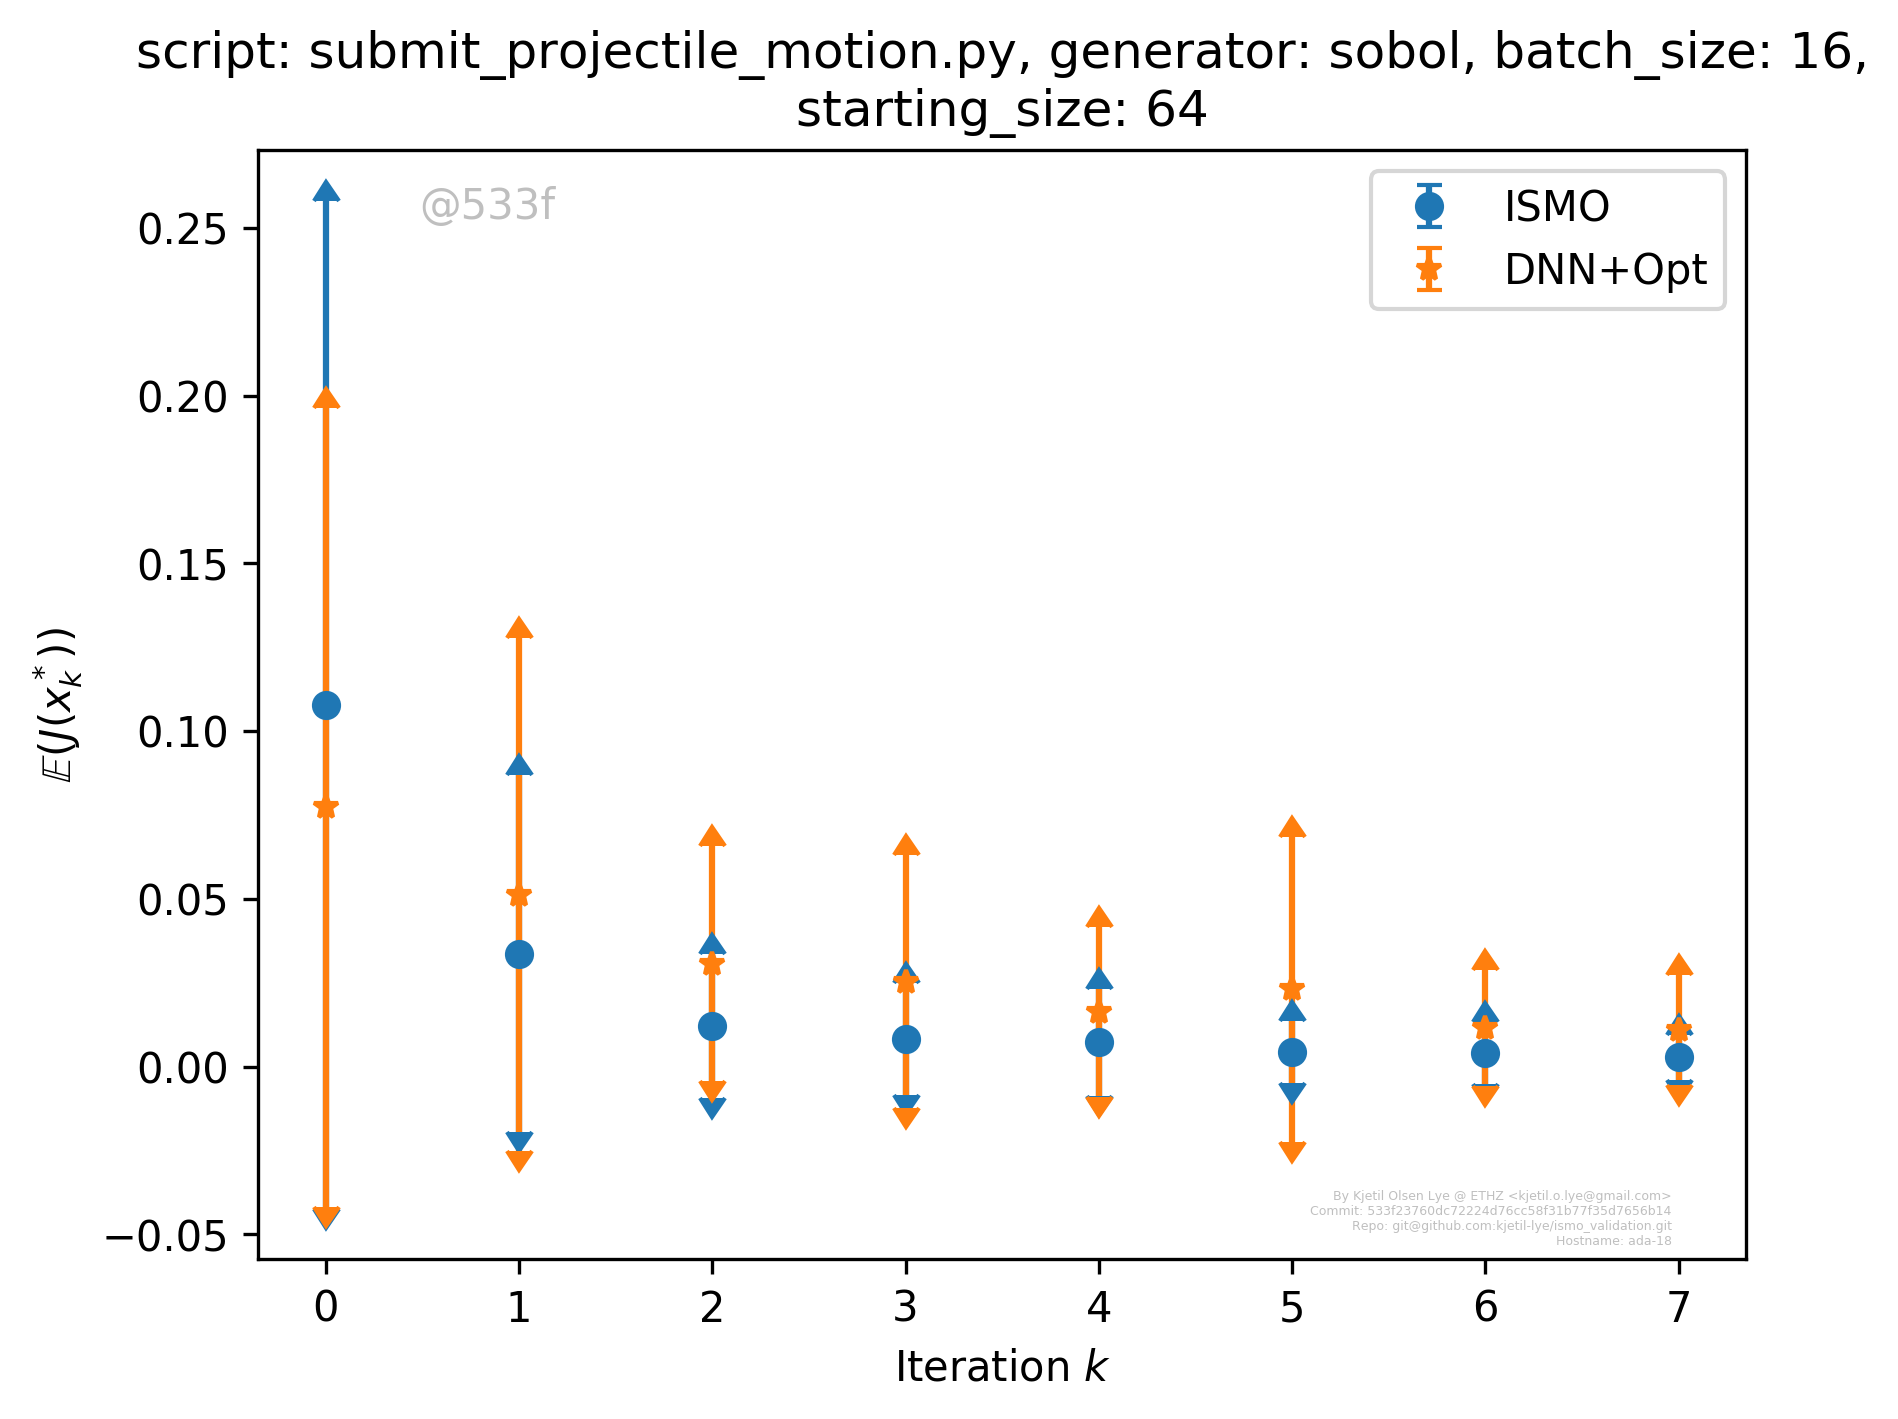 script: submit_projectile_motion.py, generator: sobol, batch_size: 16,
starting_size: 64
@533f
ISMO
DNN+Opt
0.25
0.20
0.15
0.10
0.05
0.00
−0.05
𝔼(J(x*k))
0 1 2 3 4 5 6 7
Iteration k
By Kjetil Olsen Lye @ ETHZ <kjetil.o.lye@gmail.com>
Commit: 533f23760dc72224d76cc58f31b77f35d7656b14
Repo: git@github.com:kjetil-lye/ismo_validation.git
Hostname: ada-18